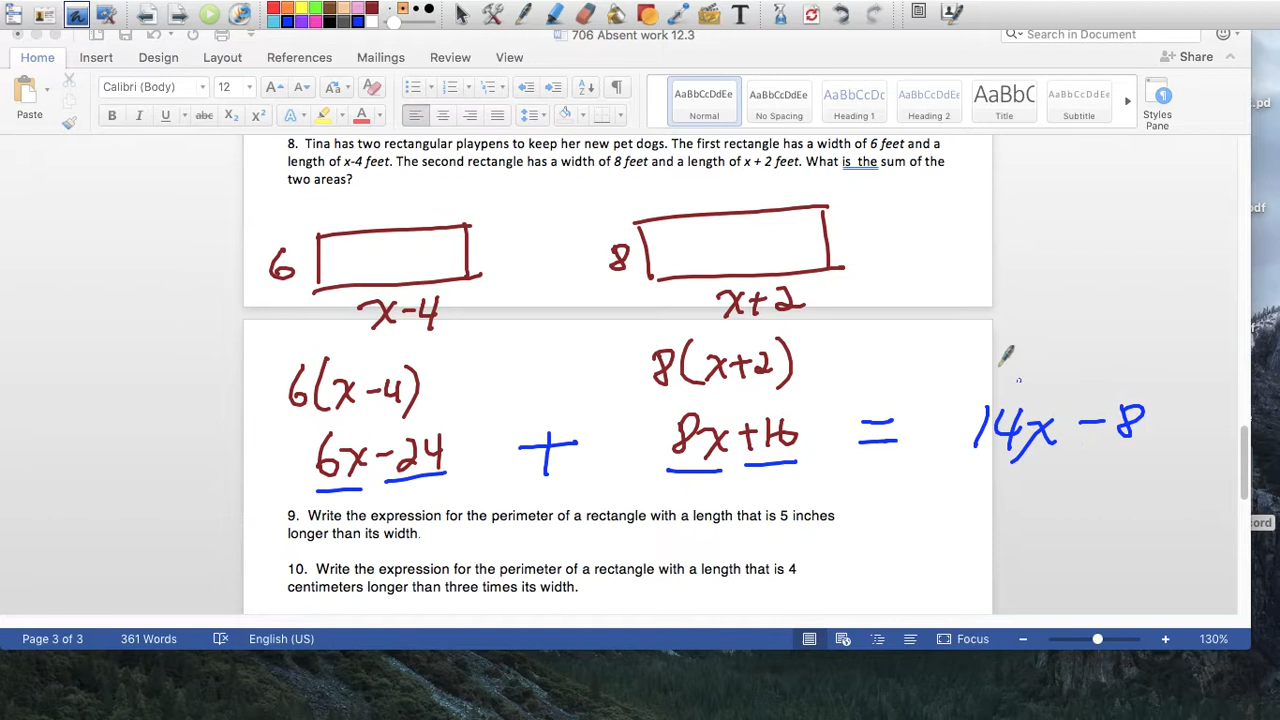 706 Absent work 12.3
Search in Document
Home Insert Design Layout References Mailings Review View Share
Paste Calibri (Body) 12
B I U abc X₂ X² A A
AaBbCcDdEe AaBbCcDdEe AaBbCcDc AaBbCcDdEe AaBbC AaBbCcDdEe
Normal No Spacing Heading 1 Heading 2 Title Subtitle Styles Pane
8. Tina has two rectangular playpens to keep her new pet dogs. The first rectangle has a width of 6 feet and a
length of x-4 feet. The second rectangle has a width of 8 feet and a length of x + 2 feet. What is the sum of the
two areas?
6 8
x-4 x+2
6(x-4) 8(x+2)
6x-24 + 8x+16 = 14x-8
9. Write the expression for the perimeter of a rectangle with a length that is 5 inches
longer than its width.
10. Write the expression for the perimeter of a rectangle with a length that is 4
centimeters longer than three times its width.
Page 3 of 3 361 Words English (US) Focus 130%